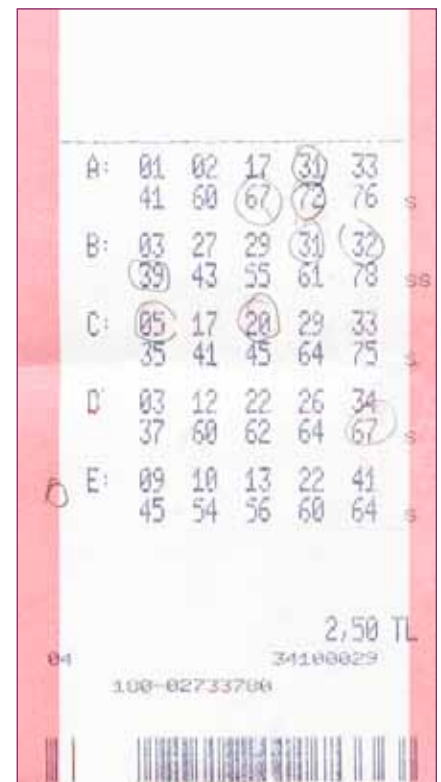 A: 01 02 17 31 33
41 60 67 72 76 s
B: 03 27 29 31 32
39 43 55 61 78 ss
C: 05 17 20 29 33
35 41 45 64 75 s
D: 03 12 22 26 34
37 60 62 64 67 s
E: 09 10 13 22 41
45 54 56 60 64 s
2,50 TL
04 34100029
180-02733700